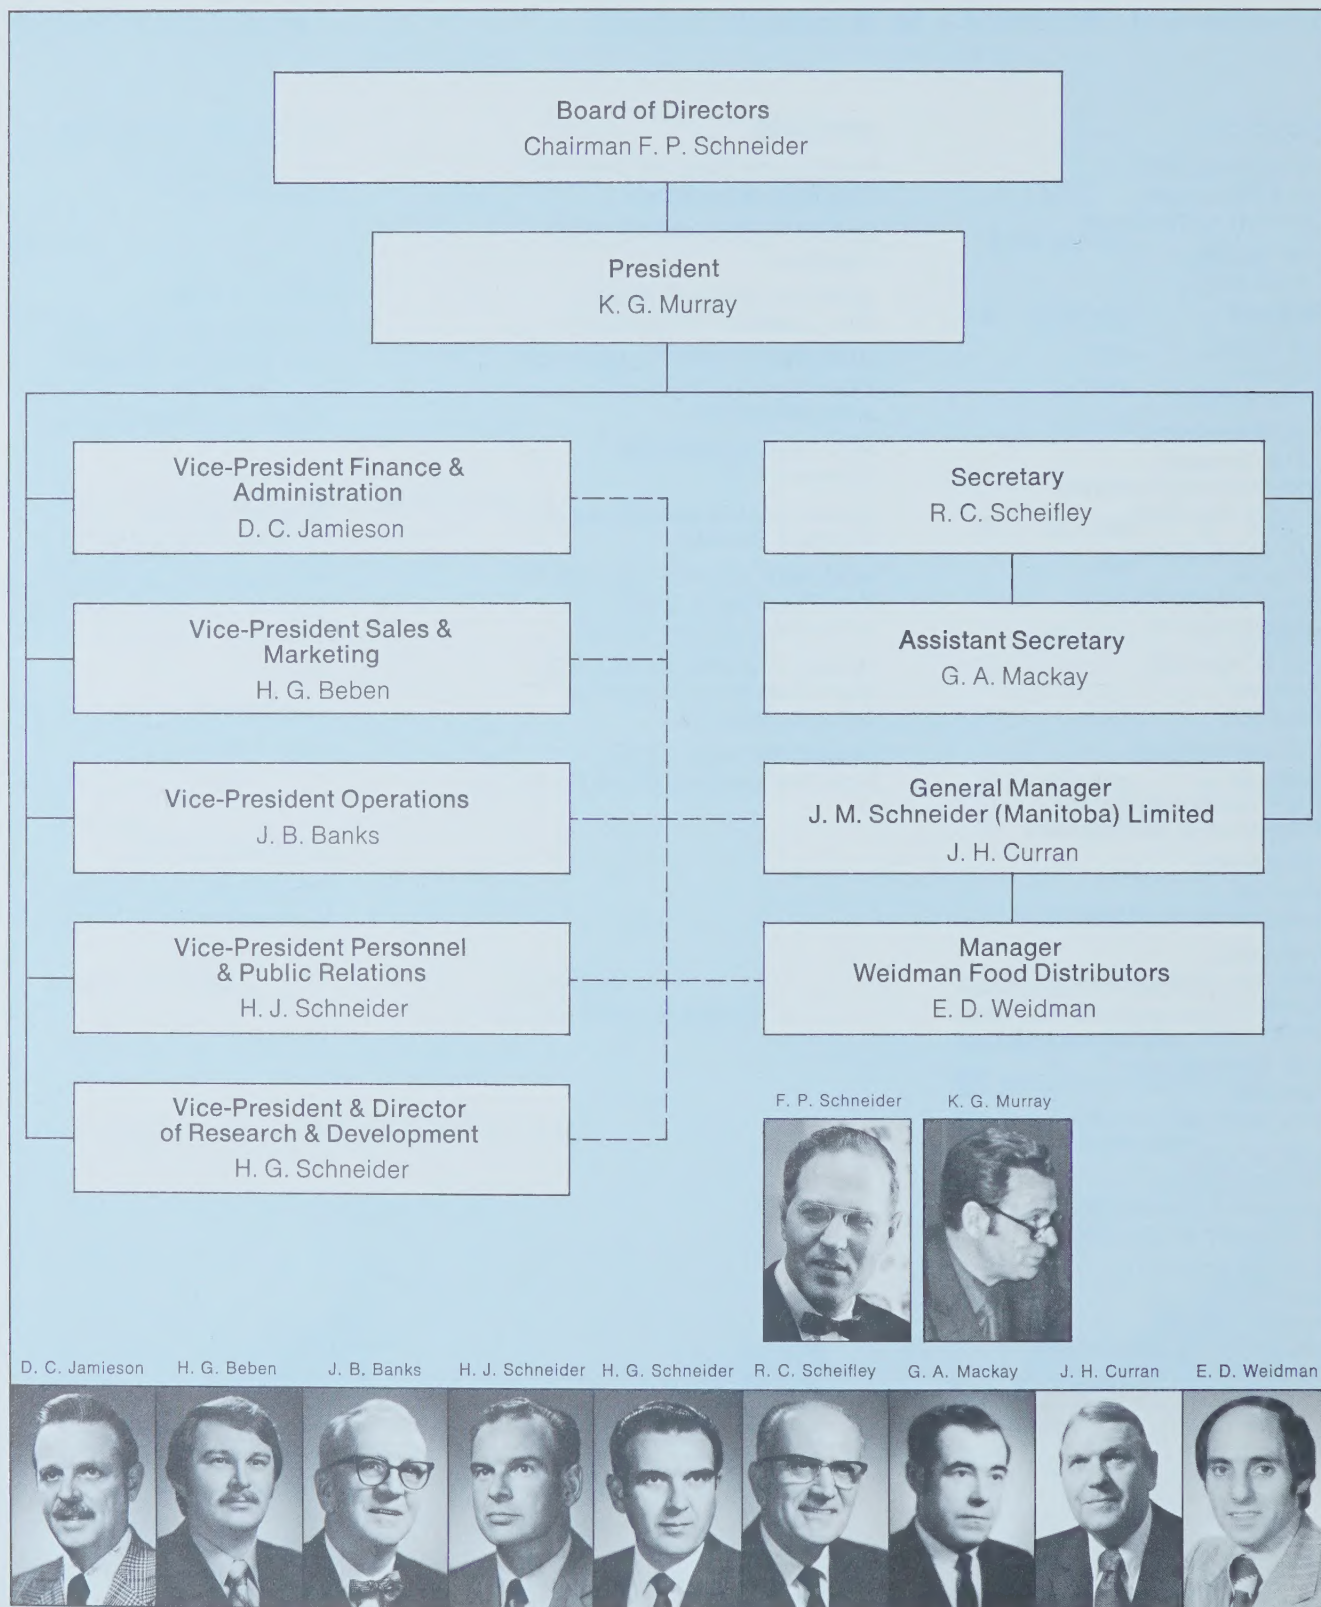 Board of Directors
Chairman F. P. Schneider
President
K. G. Murray
Vice-President Finance &
Administration
D. C. Jamieson
Vice-President Sales &
Marketing
H. G. Beben
Vice-President Operations
J. B. Banks
Vice-President Personnel
& Public Relations
H. J. Schneider
Vice-President & Director
of Research & Development
H. G. Schneider
Secretary
R. C. Scheifley
Assistant Secretary
G. A. Mackay
General Manager
J. M. Schneider (Manitoba) Limited
J. H. Curran
Manager
Weidman Food Distributors
E. D. Weidman
F. P. Schneider
K. G. Murray
D. C. Jamieson
H. G. Beben
J. B. Banks
H. J. Schneider
H. G. Schneider
R. C. Scheifley
G. A. Mackay
J. H. Curran
E. D. Weidman